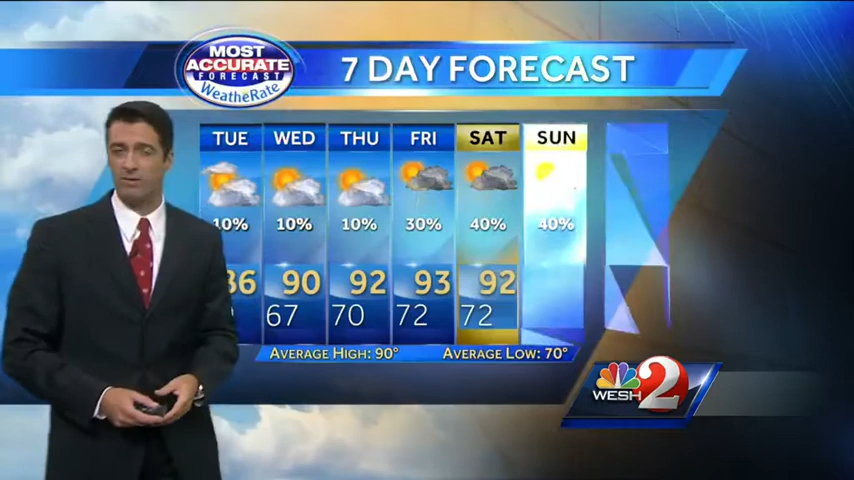 MOST
ACCURATE
FORECAST
WeatheRate
7 DAY FORECAST
TUE WED THU FRI SAT SUN
10% 10% 10% 30% 40% 40%
86 90 92 93 92
67 70 72 72
AVERAGE HIGH: 90° AVERAGE LOW: 70°
WESH 2